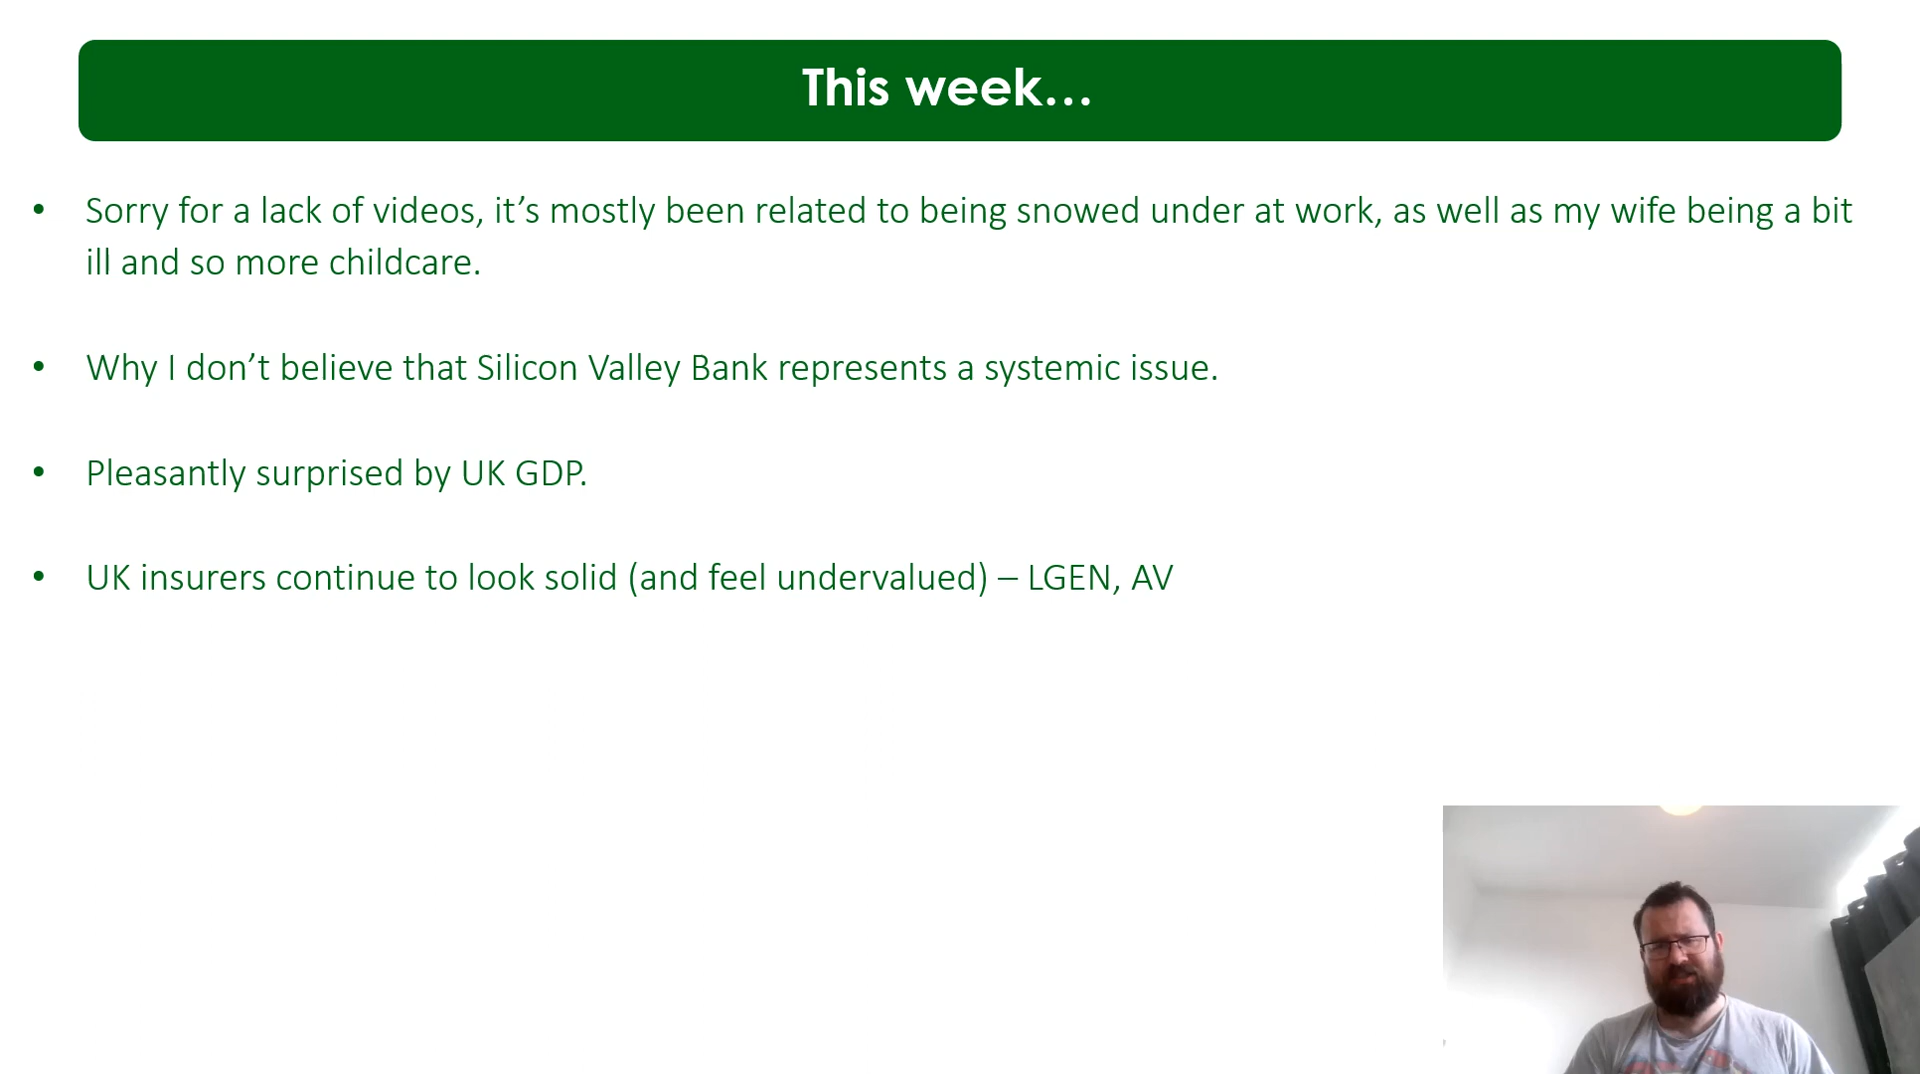 This week...
• Sorry for a lack of videos, it’s mostly been related to being snowed under at work, as well as my wife being a bit
ill and so more childcare.
• Why I don’t believe that Silicon Valley Bank represents a systemic issue.
• Pleasantly surprised by UK GDP.
• UK insurers continue to look solid (and feel undervalued) – LGEN, AV